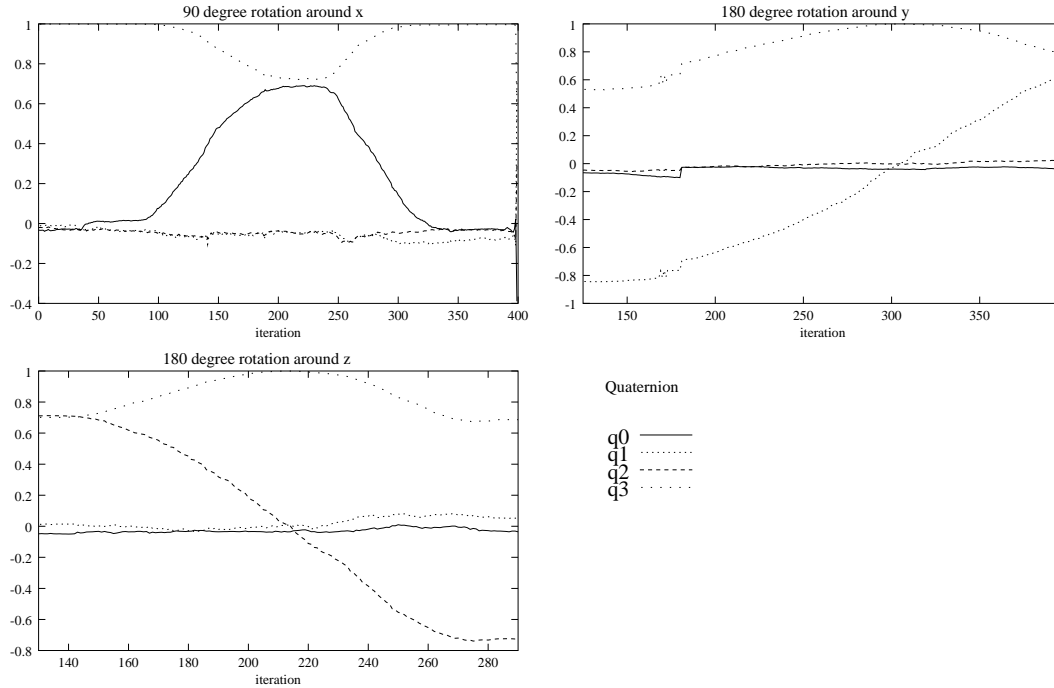 90 degree rotation around x
1
0.8
0.6
0.4
0.2
0
-0.2
-0.4
0 50 100 150 200 250 300 350 400
iteration
180 degree rotation around y
1
0.8
0.6
0.4
0.2
0
-0.2
-0.4
-0.6
-0.8
-1
150 200 250 300 350
iteration
180 degree rotation around z
1
0.8
0.6
0.4
0.2
0
-0.2
-0.4
-0.6
-0.8
140 160 180 200 220 240 260 280
iteration
Quaternion
q0
q1
q2
q3